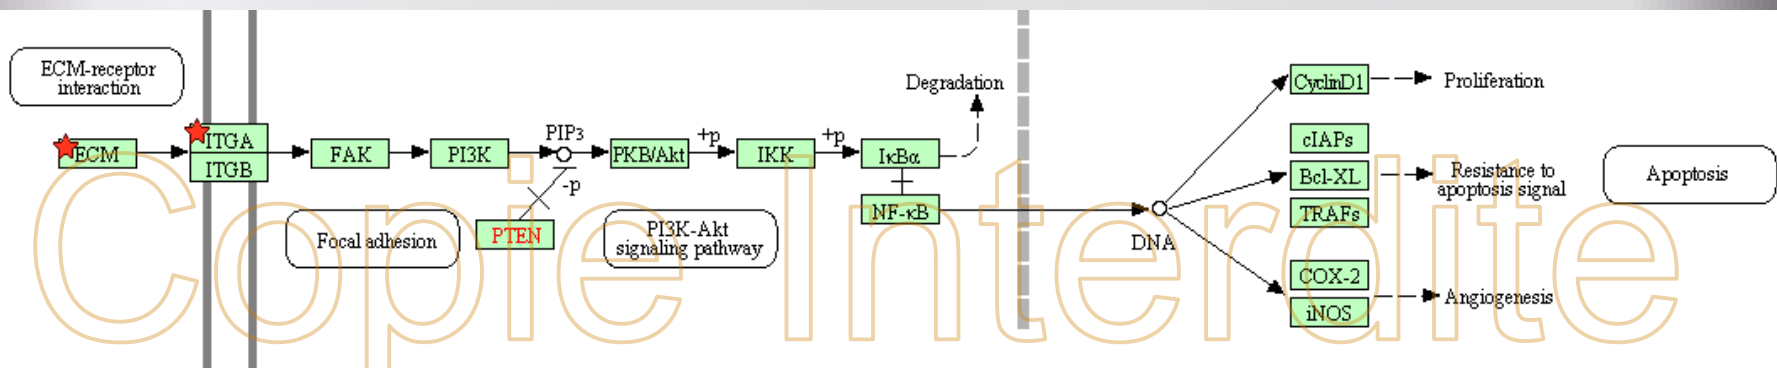 ECM-receptor
interaction
ECM
ITGA
ITGB
FAK
PI3K
PIP3
-p
PTEN
Focal adhesion
PKB/Akt
+p
IKK
+p
IκBα
NF-κB
Degradation
PI3K-Akt
signaling pathway
DNA
CyclinD1
Proliferation
cIAPs
Bcl-XL
TRAFs
Resistance to
apoptosis signal
COX-2
iNOS
Angiogenesis
Apoptosis
Copie Interdite